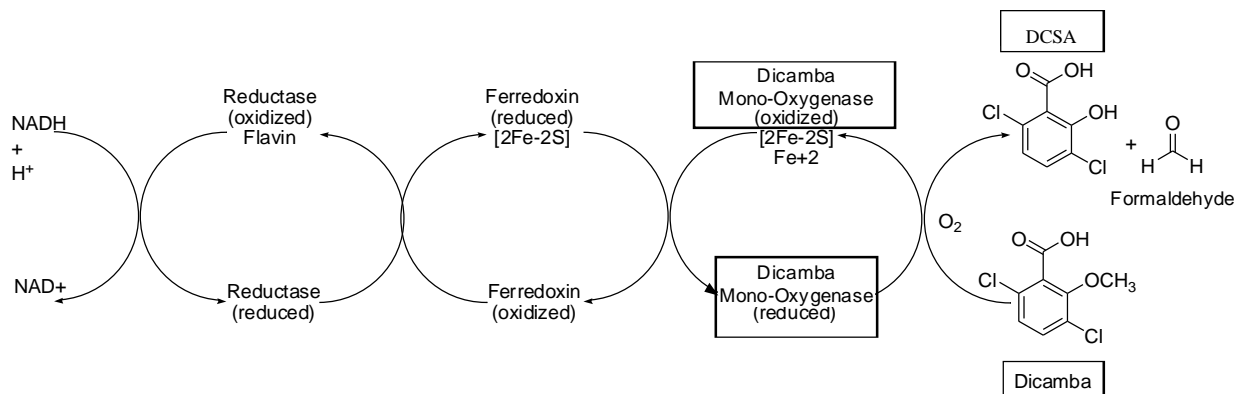 NADH
+
H+
NAD+
Reductase
(oxidized)
Flavin
Reductase
(reduced)
Ferredoxin
(reduced)
[2Fe-2S]
Ferredoxin
(oxidized)
Dicamba
Mono-Oxygenase
(oxidized)
[2Fe-2S]
Fe+2
Dicamba
Mono-Oxygenase
(reduced)
O2
DCSA
O
OH
Cl
OH
Cl
+
O
H H
Formaldehyde
O
OH
Cl
OCH3
Cl
Dicamba